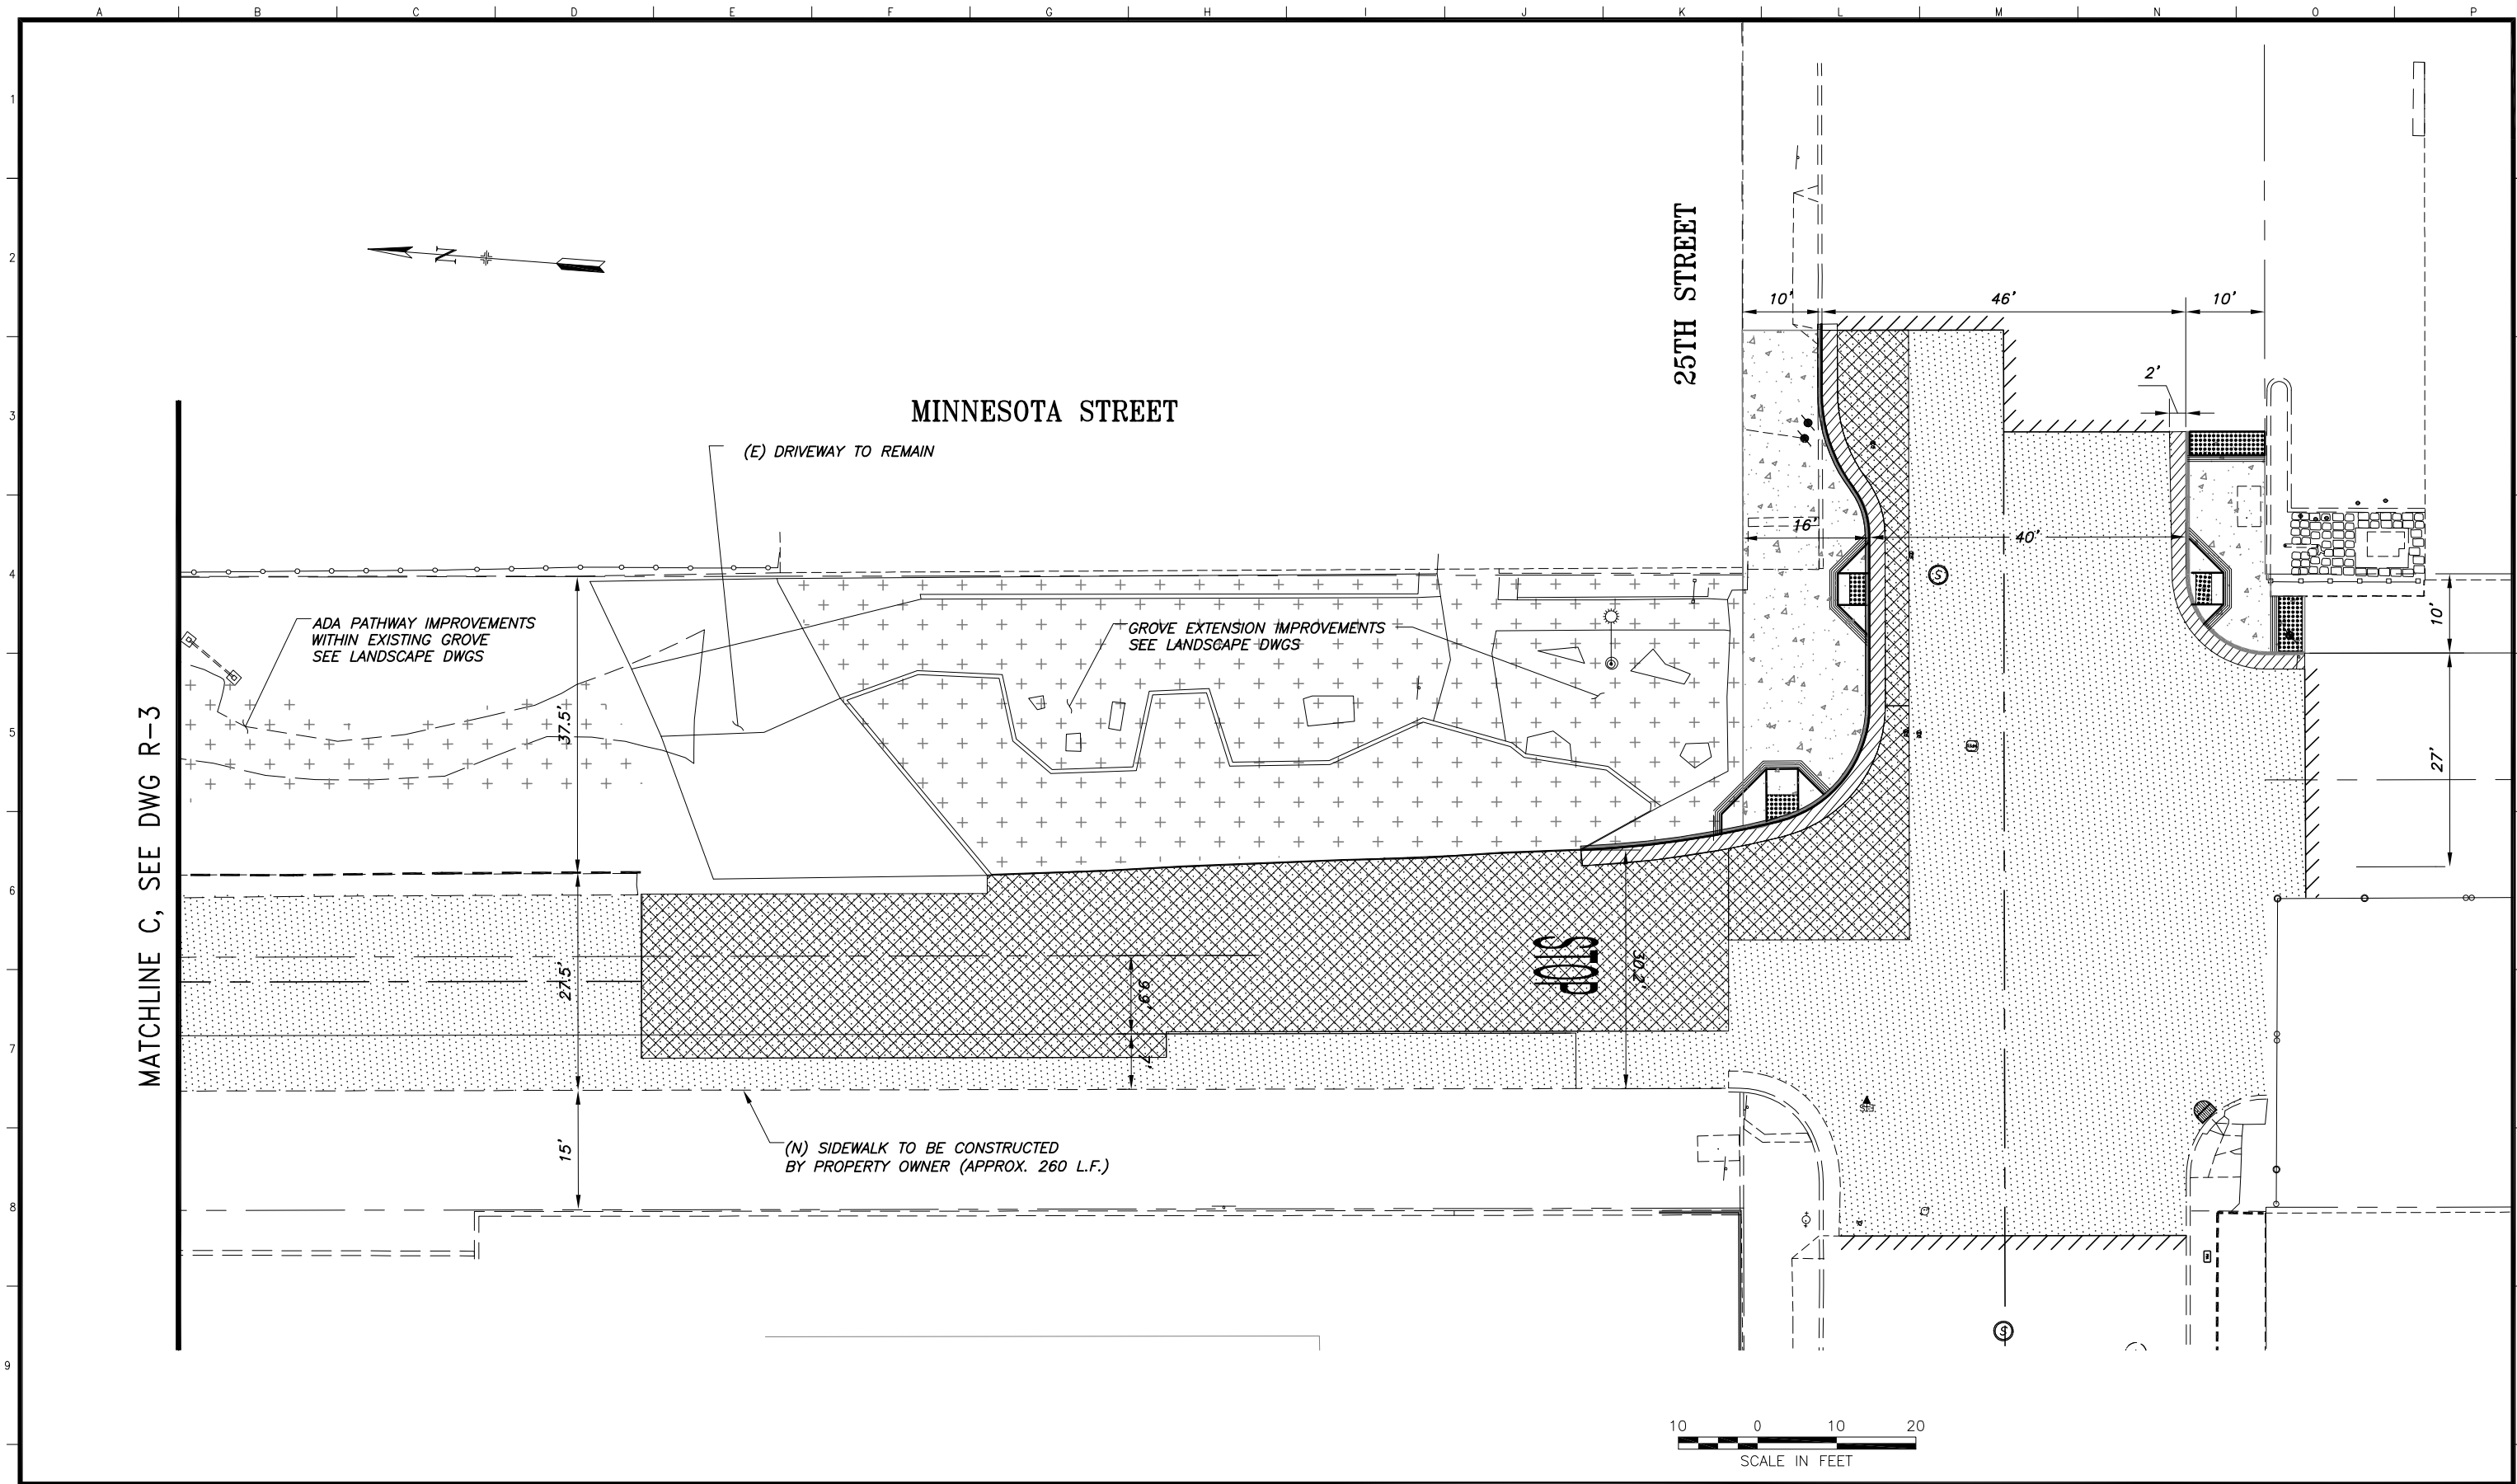 A B C D E F G H I J K L M N O P
1
2
3
4
5
6
7
8
9
N
MINNESOTA STREET
25TH STREET
(E) DRIVEWAY TO REMAIN
ADA PATHWAY IMPROVEMENTS
WITHIN EXISTING GROVE
SEE LANDSCAPE DWGS
GROVE EXTENSION IMPROVEMENTS
SEE LANDSCAPE DWGS
MATCHLINE C, SEE DWG R-3
10'
46'
10'
2'
16'
40'
10'
27'
37.5'
27.5'
15'
9.9'
7'
30.2'
STOP
S
S
(N) SIDEWALK TO BE CONSTRUCTED
BY PROPERTY OWNER (APPROX. 260 L.F.)
10 0 10 20
SCALE IN FEET